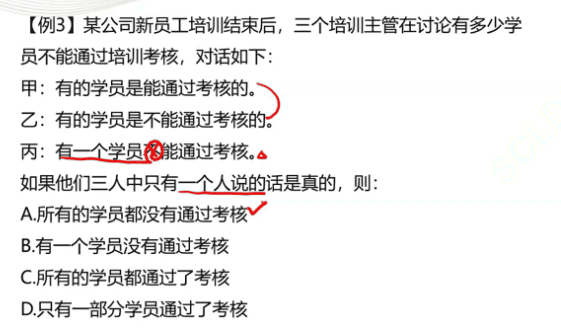 【例3】某公司新员工培训结束后，三个培训主管在讨论有多少学
员不能通过培训考核，对话如下：
甲：有的学员是能通过考核的。
乙：有的学员是不能通过考核的。
丙：有一个学员不能通过考核。
如果他们三人中只有一个人说的话是真的，则：
A.所有的学员都没有通过考核
B.有一个学员没有通过考核
C.所有的学员都通过了考核
D.只有一部分学员通过了考核